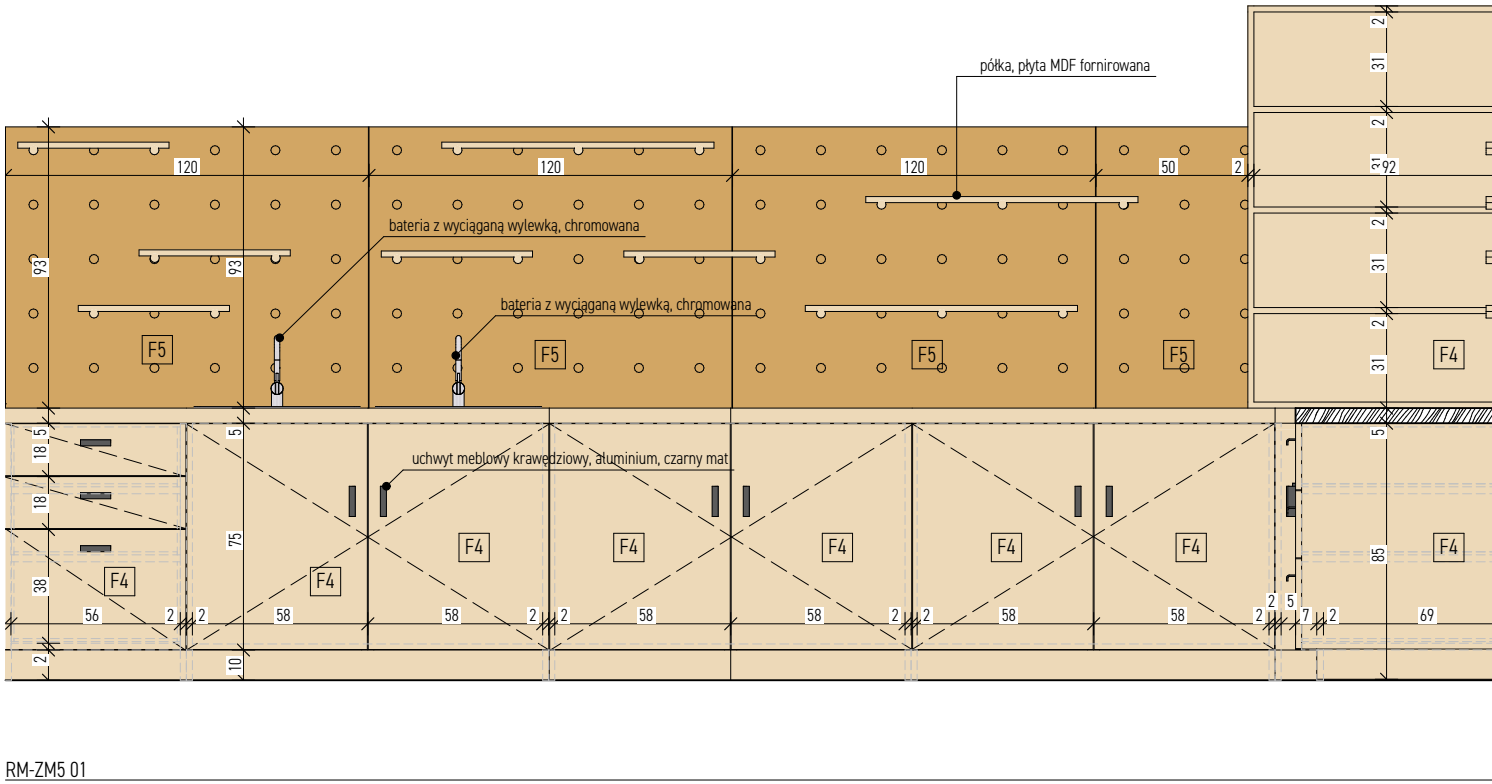 2
31
półka, płyta MDF fornirowana
2
120
120
120
50
2
31
92
bateria z wyciąganą wylewką, chromowana
2
93
93
31
bateria z wyciąganą wylewką, chromowana
2
F5
F5
F5
F5
F4
31
5
5
5
18
uchwyt meblowy krawędziowy, aluminium, czarny mat
18
75
F4
F4
F4
F4
F4
F4
85
F4
F4
38
56
2
2
58
58
2
2
58
58
2
2
58
58
2
2
5
7
2
69
2
10
RM-ZM5 01